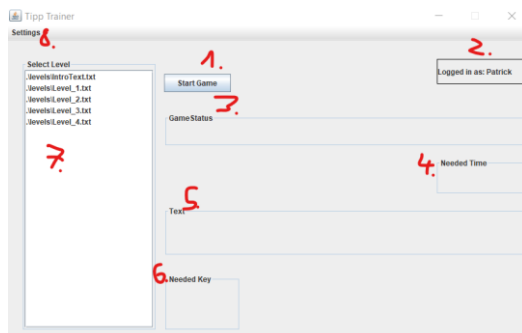 Tipp Trainer
Settings
8.
1.
2.
Select Level
.\levels\IntroText.txt
.\levels\Level_1.txt
.\levels\Level_2.txt
.\levels\Level_3.txt
.\levels\Level_4.txt
7.
Start Game
Logged in as: Patrick
3.
GameStatus
4.
Needed Time
5.
Text
6.
Needed Key